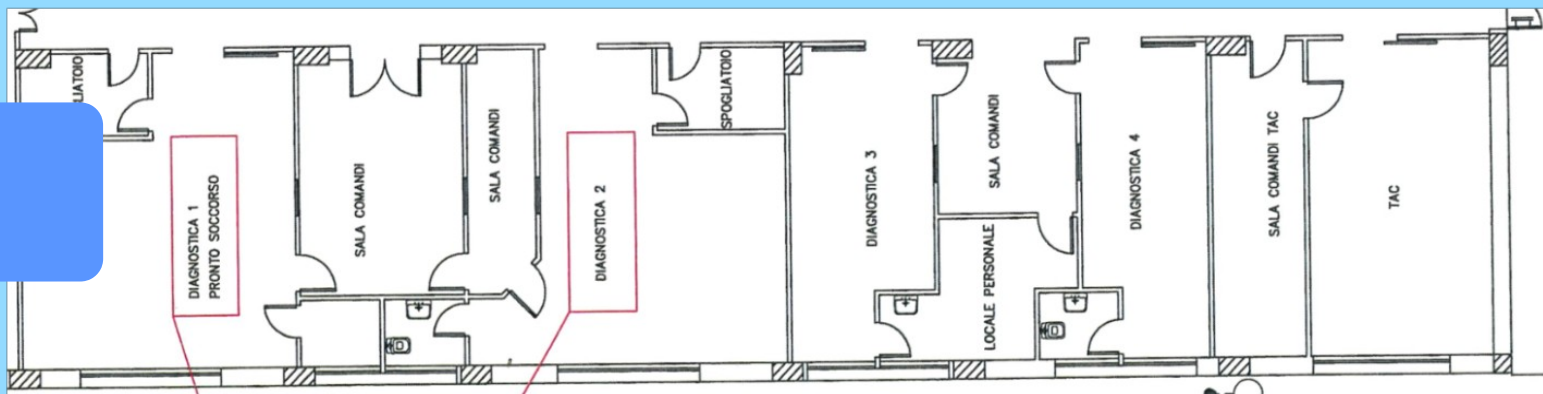 LIATOIO
DIAGNOSTICA 1
PRONTO SOCCORSO
SALA COMANDI
SALA COMANDI
DIAGNOSTICA 2
SPOGLIATOIO
DIAGNOSTICA 3
SALA COMANDI
LOCALE PERSONALE
DIAGNOSTICA 4
SALA COMANDI TAC
TAC